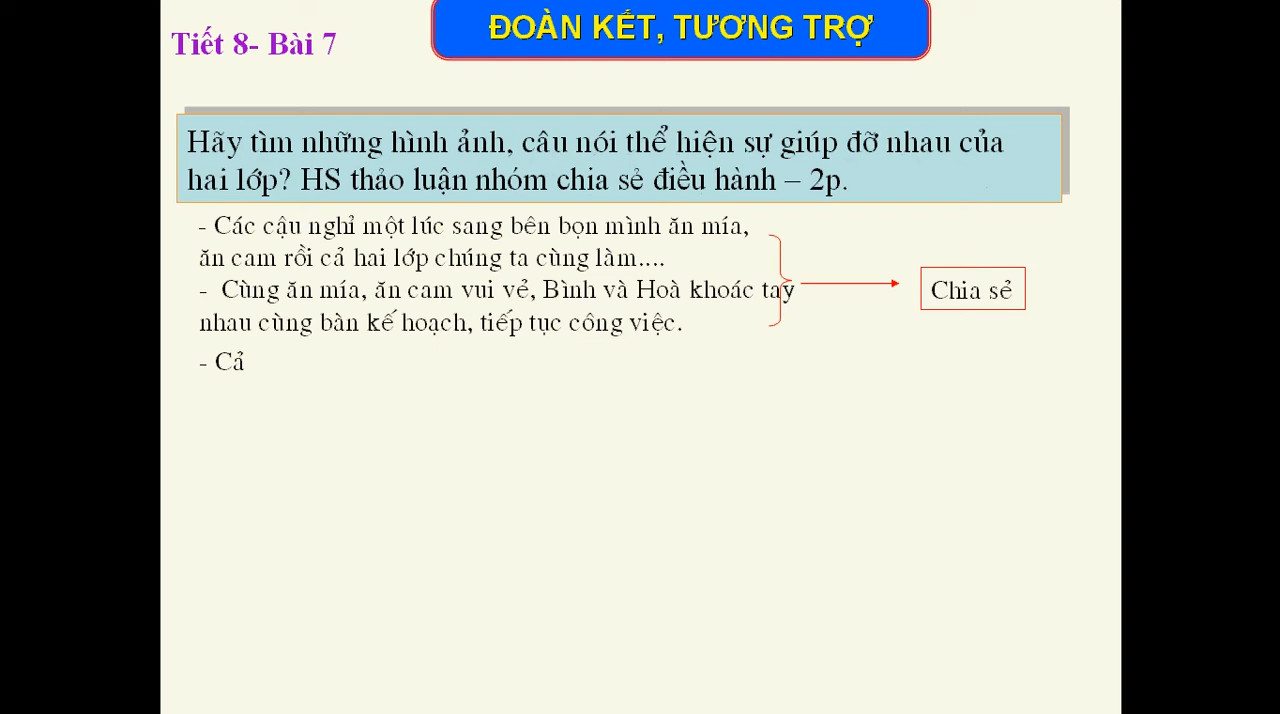 Tiết 8- Bài 7
ĐOÀN KẾT, TƯƠNG TRỢ
Hãy tìm những hình ảnh, câu nói thể hiện sự giúp đỡ nhau của
hai lớp? HS thảo luận nhóm chia sẻ điều hành – 2p.
- Các cậu nghỉ một lúc sang bên bọn mình ăn mía,
ăn cam rồi cả hai lớp chúng ta cùng làm....
- Cùng ăn mía, ăn cam vui vẻ, Bình và Hoà khoác tay
nhau cùng bàn kế hoạch, tiếp tục công việc.
Chia sẻ
- Cả